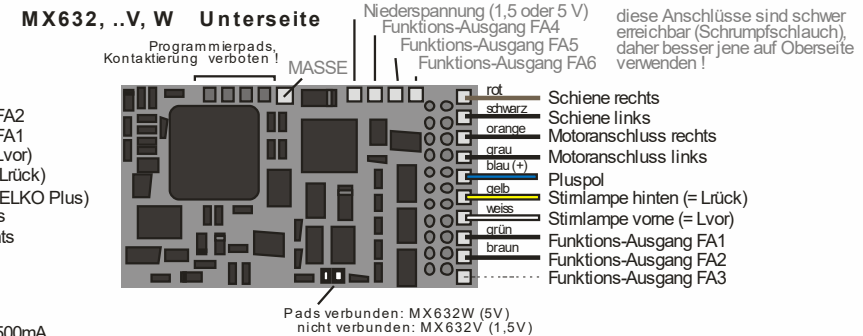 MX632, ..V, W Unterseite
Niederspannung (1,5 oder 5 V)
Funktions-Ausgang FA4
Funktions-Ausgang FA5
Funktions-Ausgang FA6
diese Anschlüsse sind schwer
erreichbar (Schrumpfschlauch),
daher besser jene auf Oberseite
verwenden !
Programmierpads,
Kontaktierung verboten !
MASSE
FA2
FA1
Lvor)
Lrück)
ELKO Plus)
s
ts
500mA
rot Schiene rechts
schwarz Schiene links
orange Motoranschluss rechts
grau Motoranschluss links
blau (+) Pluspol
gelb Stirnlampe hinten (= Lrück)
weiss Stirnlampe vorne (= Lvor)
grün Funktions-Ausgang FA1
braun Funktions-Ausgang FA2
Funktions-Ausgang FA3
Pads verbunden: MX632W (5V)
nicht verbunden: MX632V (1,5V)